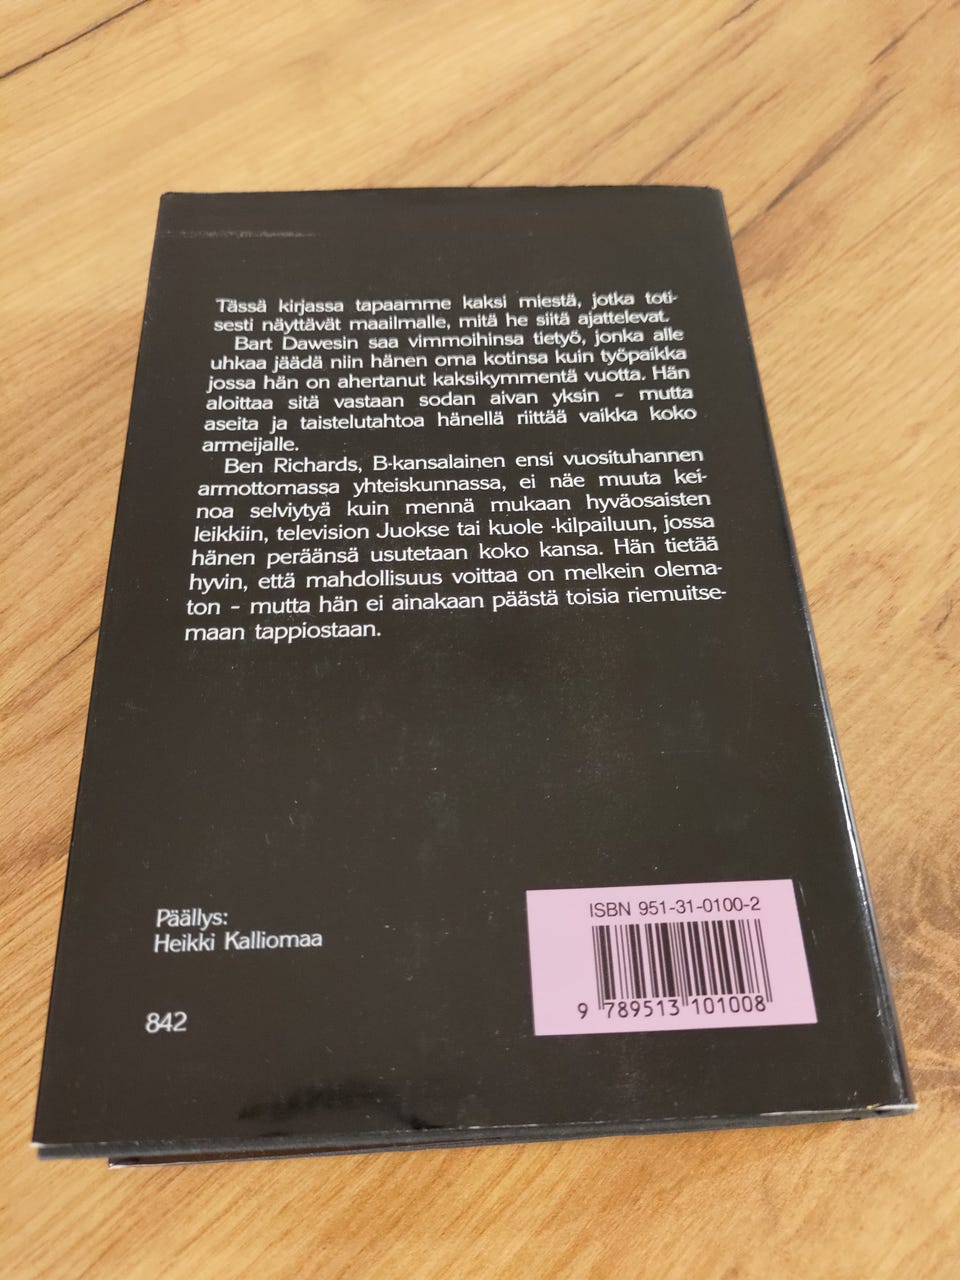 Tässä kirjassa tapaamme kaksi miestä, jotka toti-
sesti näyttävät maailmalle, mitä he siitä ajattelevat.
Bart Dawesin saa vimmoihinsa tietyö, jonka alle
uhkaa jäädä niin hänen oma kotinsa kuin työpaikka
jossa hän on ahertanut kaksikymmentä vuotta. Hän
aloittaa sitä vastaan sodan aivan yksin - mutta
aseita ja taistelutahtoa hänellä riittää vaikka koko
armeijalle.
Ben Richards, B-kansalainen ensi vuosituhannen
armottomassa yhteiskunnassa, ei näe muuta kei-
noa selviytyä kuin mennä mukaan hyväosaisten
leikkiin, television Juokse tai kuole -kilpailuun, jossa
hänen peräänsä usutetaan koko kansa. Hän tietää
hyvin, että mahdollisuus voittaa on melkein olema-
ton - mutta hän ei ainakaan päästä toisia riemuitse-
maan tappiostaan.
Päällys:
Heikki Kalliomaa
842
ISBN 951-31-0100-2
9 789513 101008